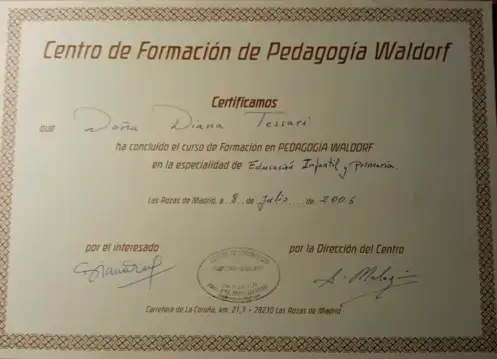 Centro de Formación de Pedagogía Waldorf
Certificamos
que Doña Diana Tessari
ha concluido el curso de Formación en PEDAGOGÍA WALDORF
en la especialidad de Educación Infantil y Primaria.
Las Rozas de Madrid, a 8 de Julio de 2006
por el interesado
por la Dirección del Centro
Carretera de La Coruña, km. 21,3 - 28230 Las Rozas de Madrid